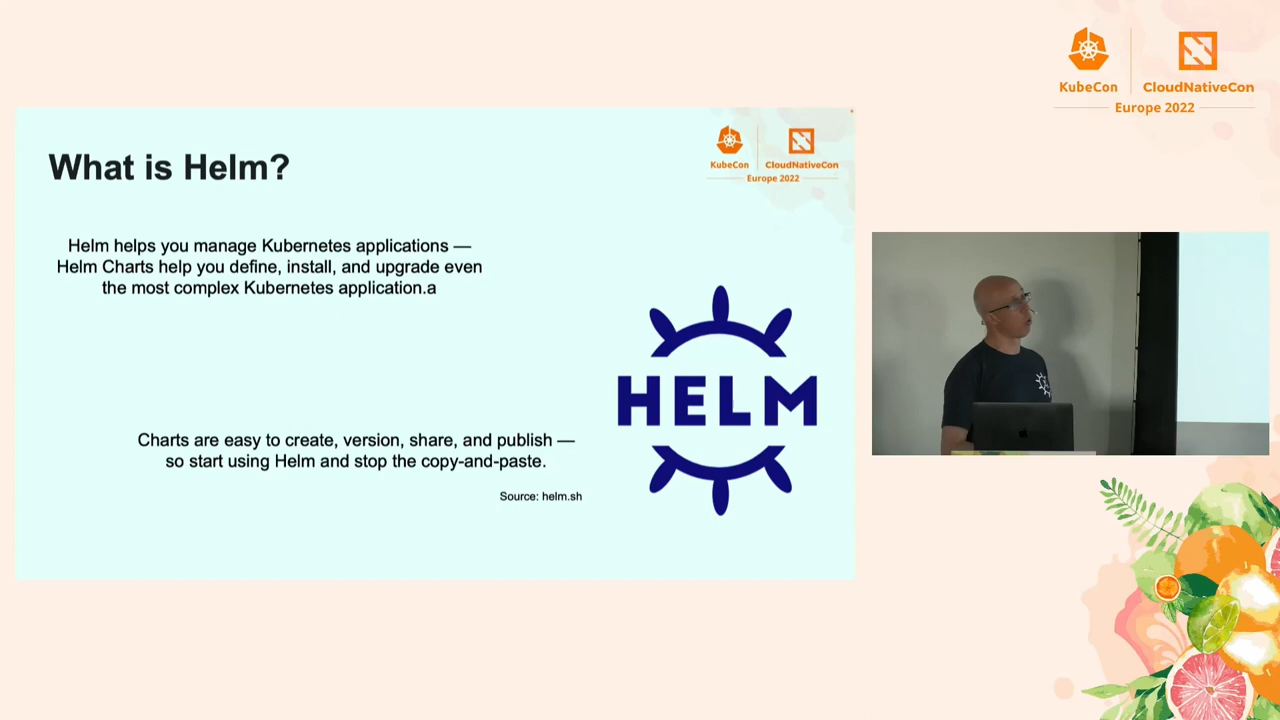 KubeCon
CloudNativeCon
Europe 2022
What is Helm?
KubeCon
CloudNativeCon
Europe 2022
Helm helps you manage Kubernetes applications —
Helm Charts help you define, install, and upgrade even
the most complex Kubernetes application.a
HELM
Charts are easy to create, version, share, and publish —
so start using Helm and stop the copy-and-paste.
Source: helm.sh